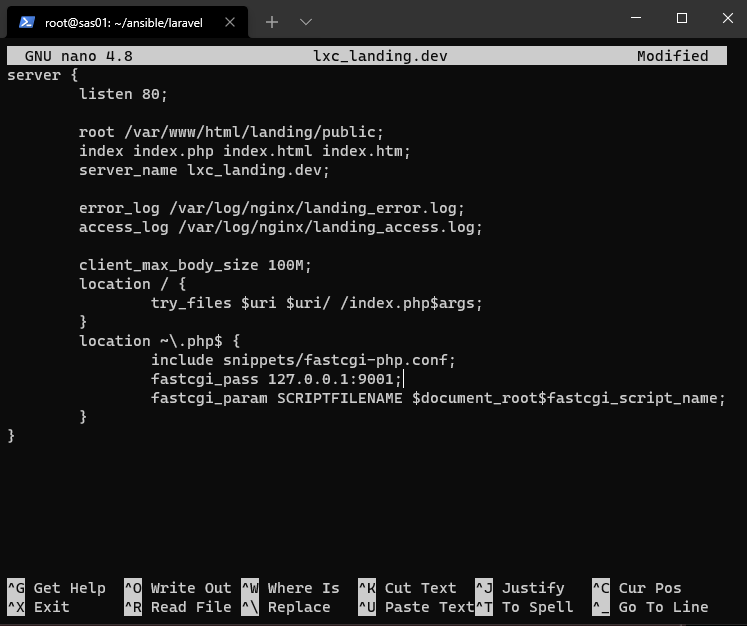 root@sas01: ~/ansible/laravel
GNU nano 4.8 lxc_landing.dev Modified
server {
listen 80;
root /var/www/html/landing/public;
index index.php index.html index.htm;
server_name lxc_landing.dev;
error_log /var/log/nginx/landing_error.log;
access_log /var/log/nginx/landing_access.log;
client_max_body_size 100M;
location / {
try_files $uri $uri/ /index.php$args;
}
location ~\.php$ {
include snippets/fastcgi-php.conf;
fastcgi_pass 127.0.0.1:9001;
fastcgi_param SCRIPTFILENAME $document_root$fastcgi_script_name;
}
}
^G Get Help ^O Write Out ^W Where Is ^K Cut Text ^J Justify ^C Cur Pos
^X Exit ^R Read File ^\ Replace ^U Paste Text ^T To Spell ^_ Go To Line